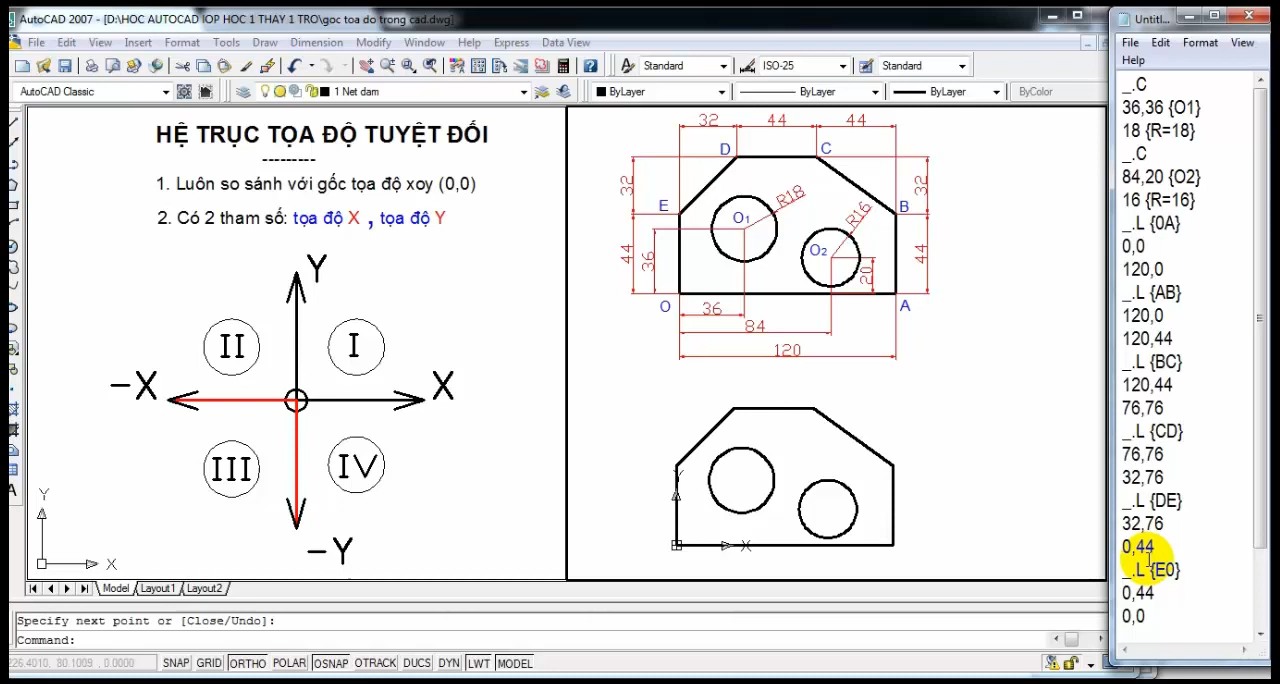 AutoCAD 2007 - [D:\HOC AUTOCAD lOP HOC 1 THAY 1 TRO\goc toa do trong cad.dwg]
File Edit View Insert Format Tools Draw Dimension Modify Window Help Express Data View
Standard ISO-25 Standard
AutoCAD Classic 1 Net dam ByLayer ByLayer ByLayer ByColor
HỆ TRỤC TỌA ĐỘ TUYỆT ĐỐI
---------
1. Luôn so sánh với gốc tọa độ xoy (0,0)
2. Có 2 tham số: tọa độ X , tọa độ Y
Y
II I
-X X
III IV
-Y
Y
X
32 44 44
D C
32 R18 32
E O1 R16 B
44 36 O2 20 44
O 36 A
84
120
Y
X
Model Layout1 Layout2
Specify next point or [Close/Undo]:
Command:
226.4010, 80.1009, 0.0000 SNAP GRID ORTHO POLAR OSNAP OTRACK DUCS DYN LWT MODEL
Untitl...
File Edit Format View
Help
_.C
36,36 {O1}
18 {R=18}
_.C
84,20 {O2}
16 {R=16}
_.L {0A}
0,0
120,0
_.L {AB}
120,0
120,44
_.L {BC}
120,44
76,76
_.L {CD}
76,76
32,76
_.L {DE}
32,76
0,44
_.L {E0}
0,44
0,0